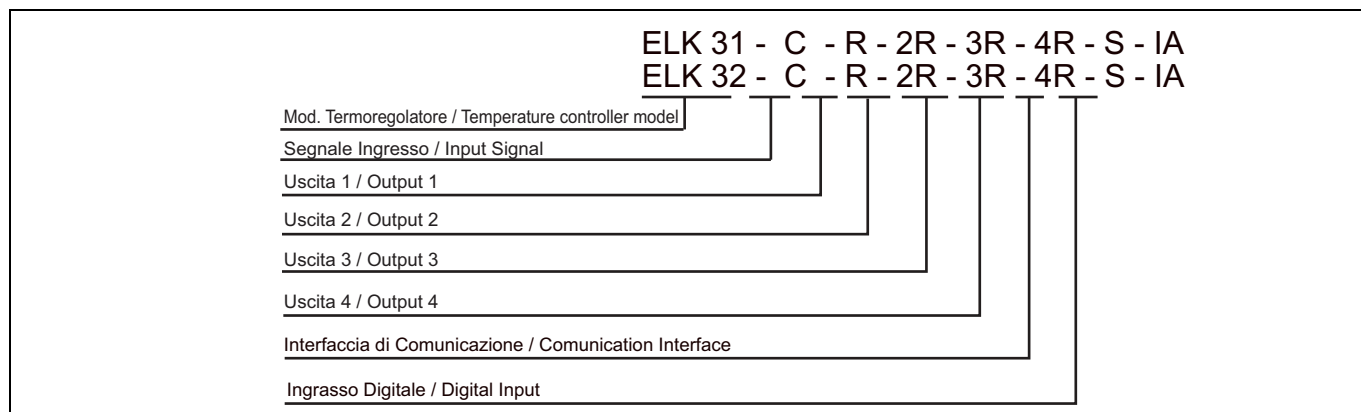 ELK 31 - C - R - 2R - 3R - 4R - S - IA
ELK 32 - C - R - 2R - 3R - 4R - S - IA
Mod. Termoregolatore / Temperature controller model
Segnale Ingresso / Input Signal
Uscita 1 / Output 1
Uscita 2 / Output 2
Uscita 3 / Output 3
Uscita 4 / Output 4
Interfaccia di Comunicazione / Comunication Interface
Ingrasso Digitale / Digital Input